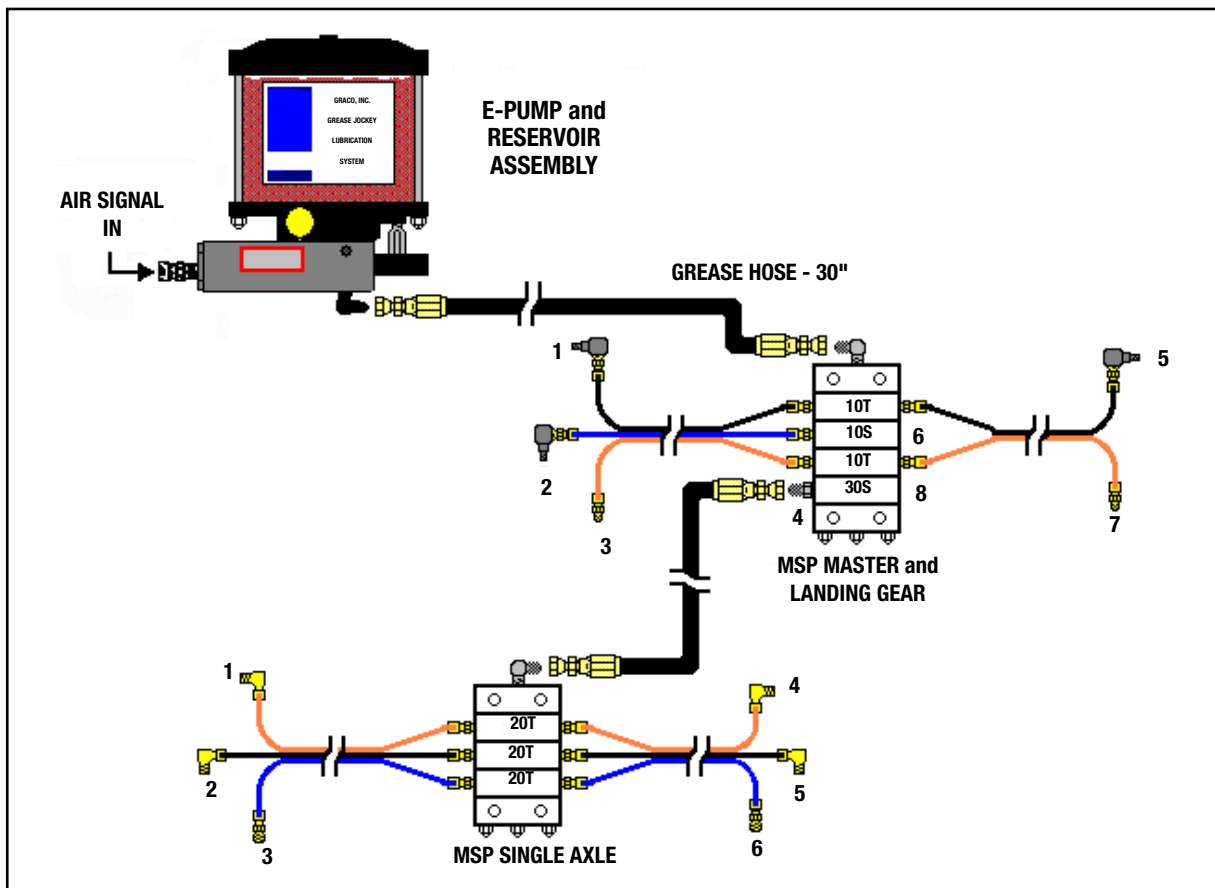 GRACO, INC.
GREASE JOCKEY
LUBRICATION
SYSTEM
E-PUMP and
RESERVOIR
ASSEMBLY
AIR SIGNAL
IN
GREASE HOSE - 30"
1
5
10T
10S
6
10T
2
30S
8
3
4
7
MSP MASTER and
LANDING GEAR
1
4
20T
20T
2
5
20T
3
6
MSP SINGLE AXLE